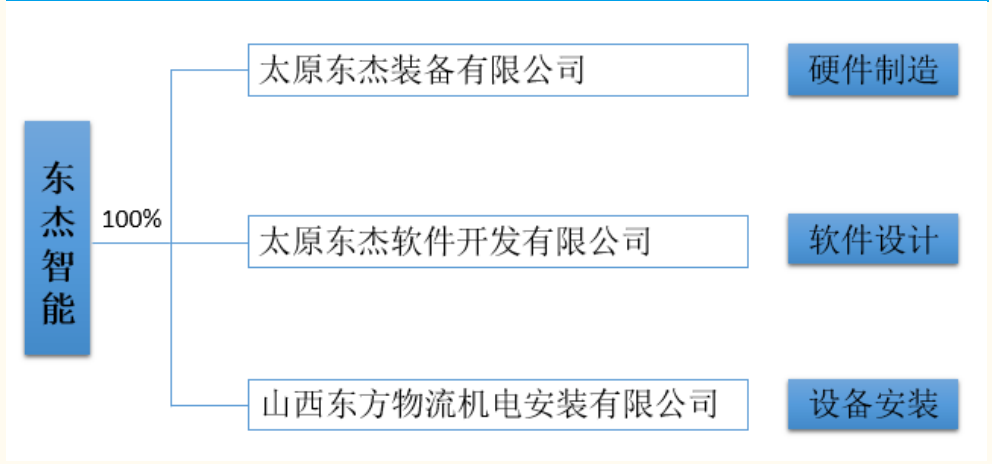 东杰智能
100%
太原东杰装备有限公司 硬件制造
太原东杰软件开发有限公司 软件设计
山西东方物流机电安装有限公司 设备安装